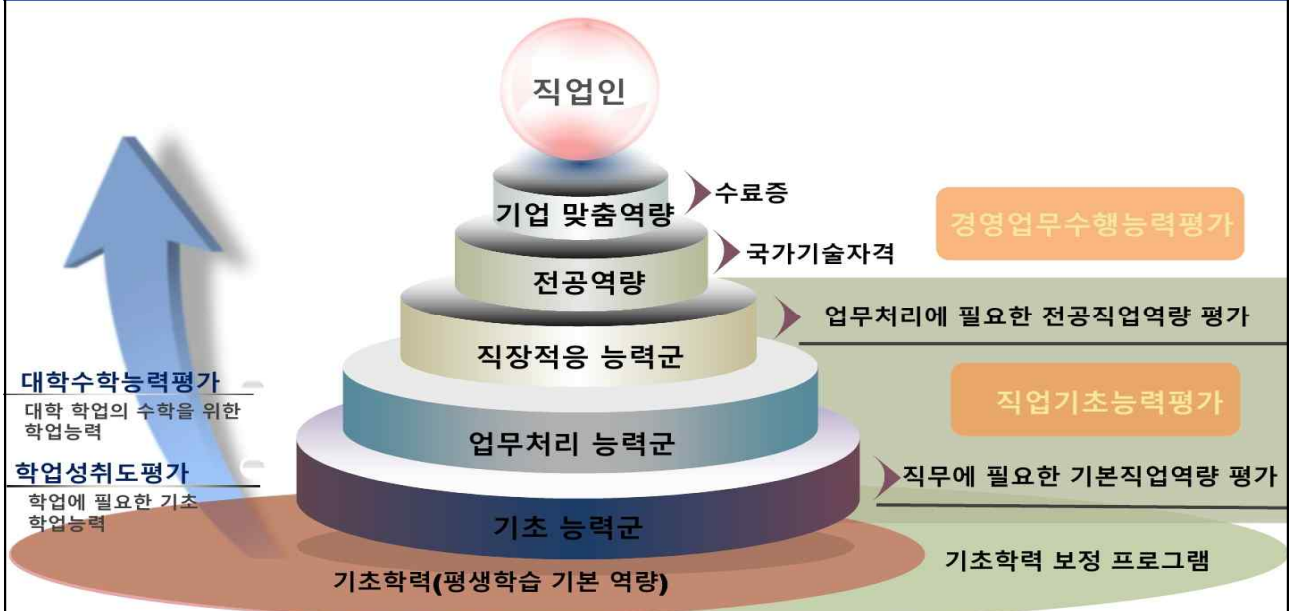 직업인
기업 맞춤역량
수료증
전공역량
국가기술자격
경영업무수행능력평가
직장적응 능력군
업무처리에 필요한 전공직업역량 평가
대학수학능력평가
대학 학업의 수학을 위한
학업능력
업무처리 능력군
직업기초능력평가
학업성취도평가
학업에 필요한 기초
학업능력
기초 능력군
직무에 필요한 기본직업역량 평가
기초학력(평생학습 기본 역량)
기초학력 보정 프로그램